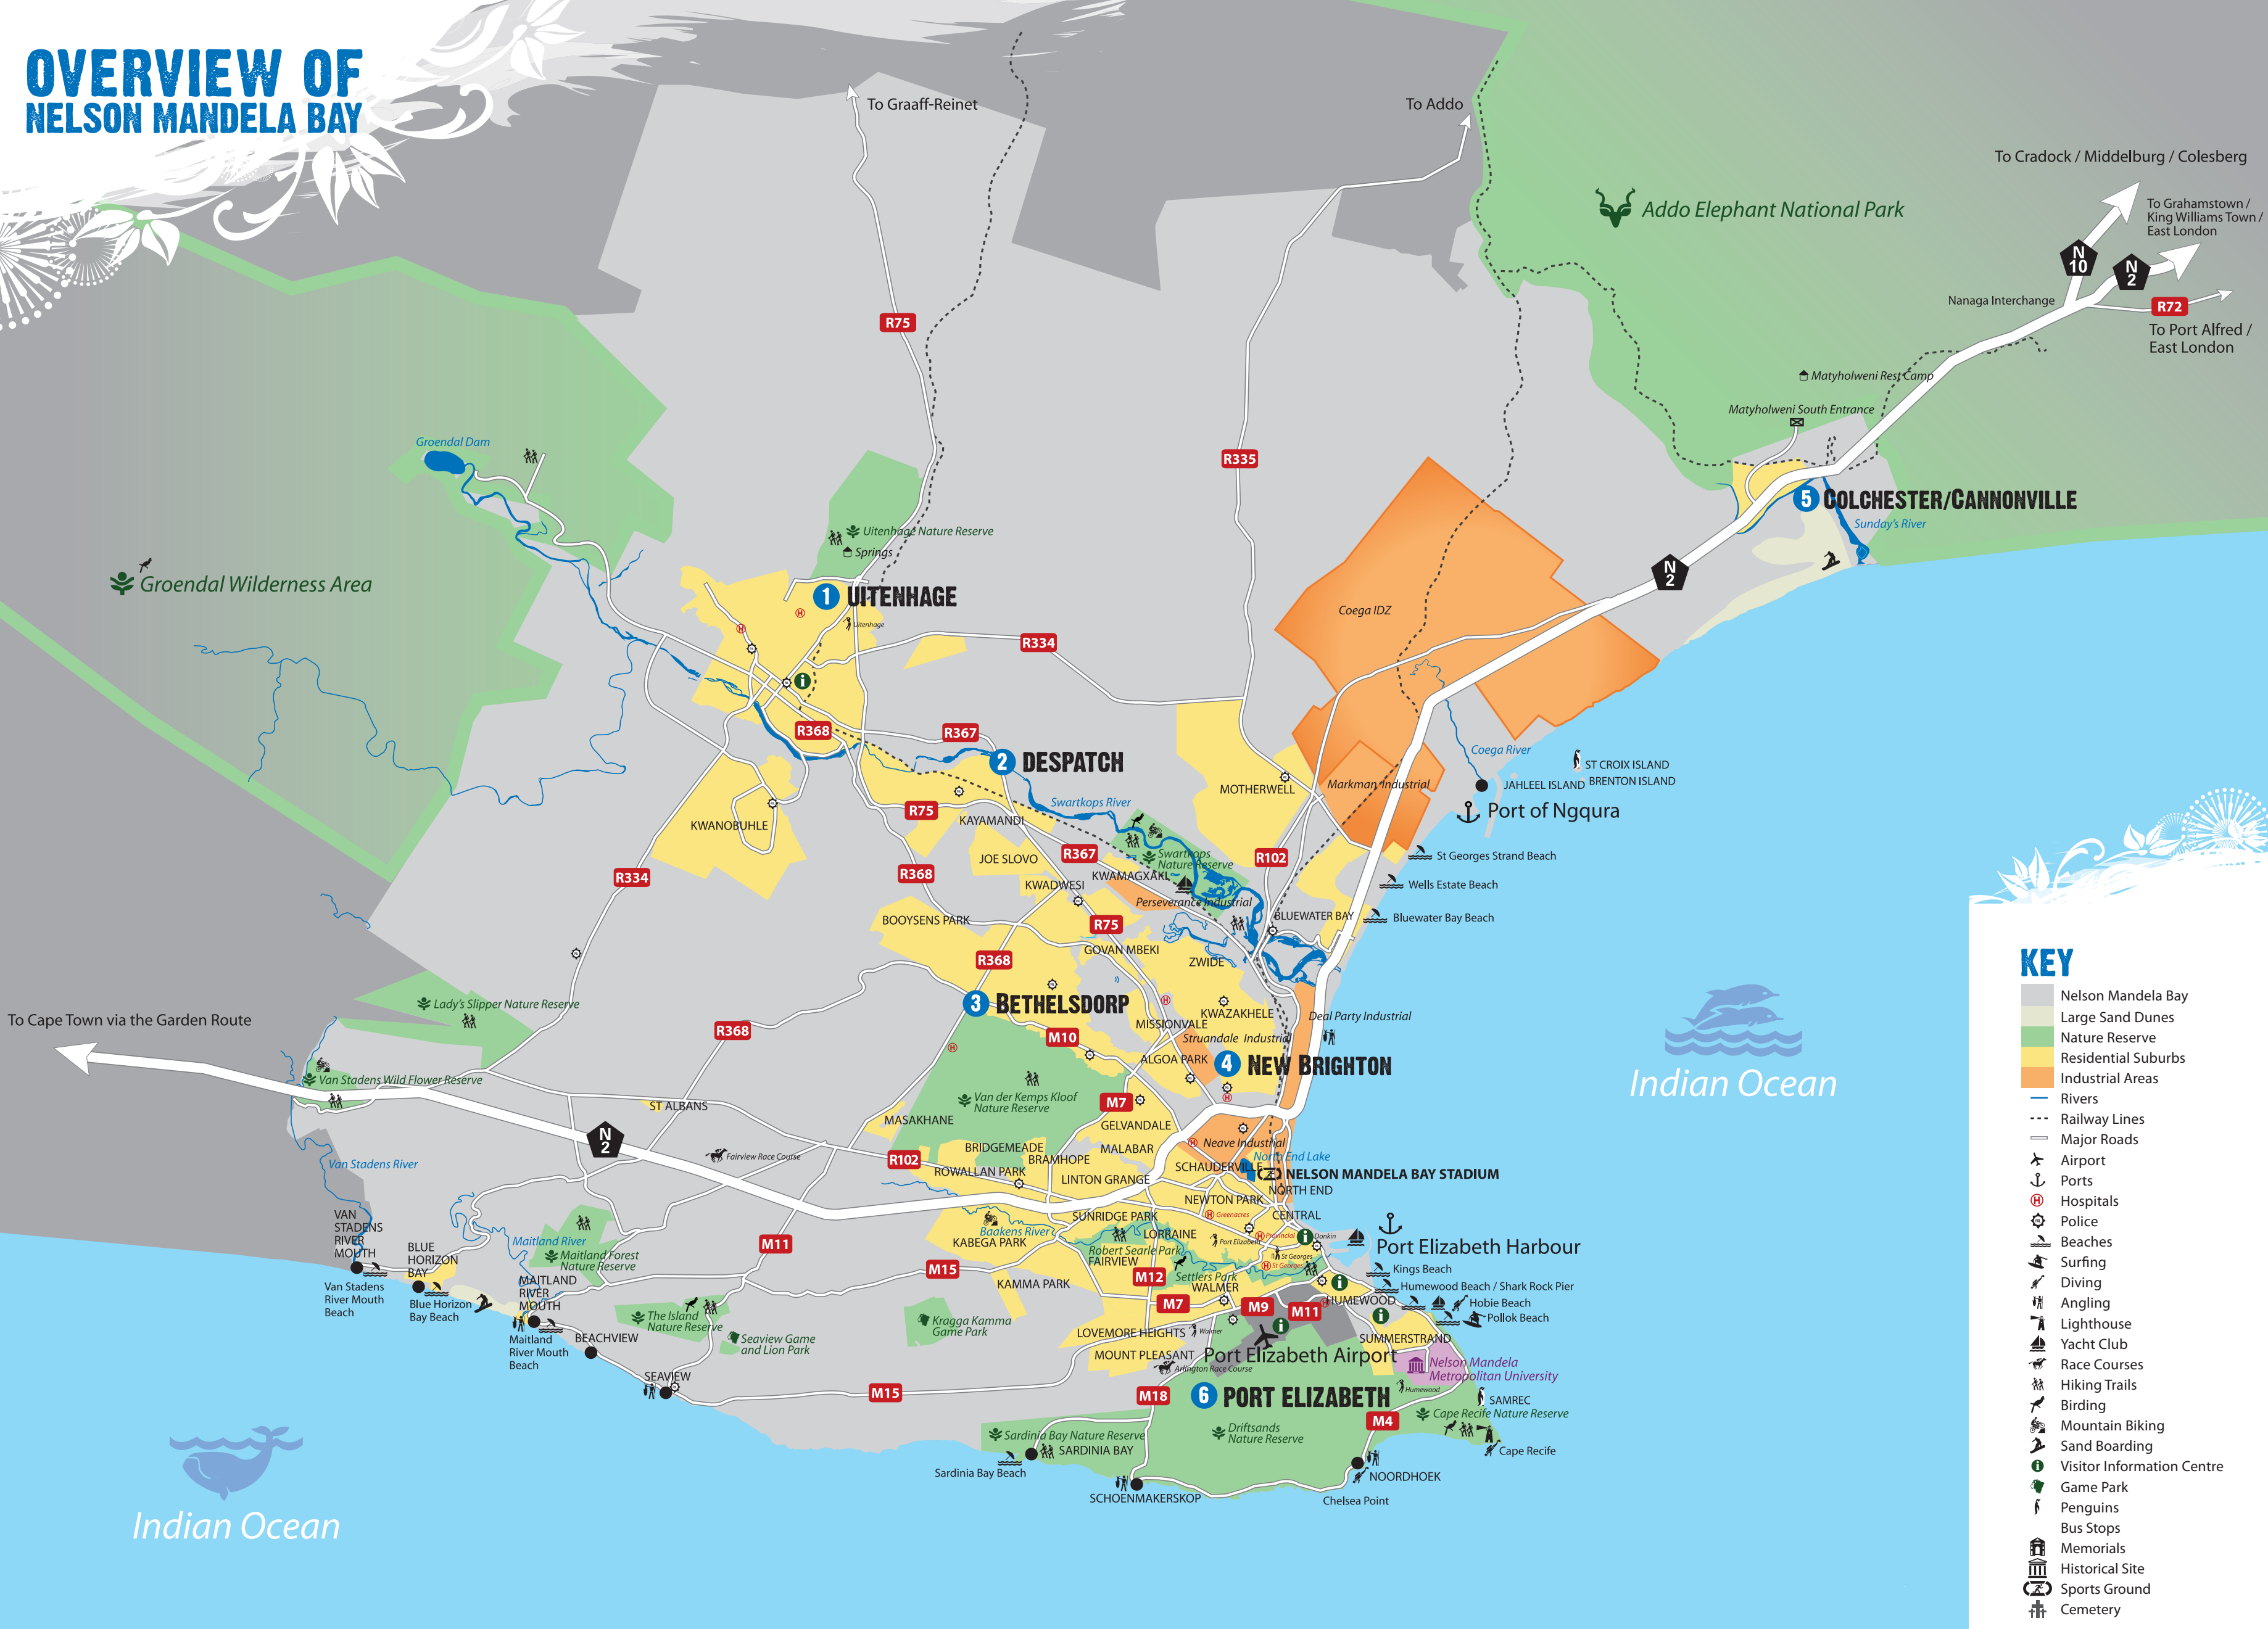 OVERVIEW OF
NELSON MANDELA BAY
To Graaff-Reinet
To Addo
To Cradock / Middelburg / Colesberg
To Grahamstown /
King Williams Town /
East London
N
10
N
2
R72
Nanaga Interchange
To Port Alfred /
East London
Addo Elephant National Park
Matyholweni Rest Camp
Matyholweni South Entrance
5 COLCHESTER/CANNONVILLE
Sunday's River
N
2
R75
R335
Groendal Dam
Groendal Wilderness Area
Uitenhage Nature Reserve
Springs
1 UITENHAGE
Uitenhage
R334
Coega IDZ
R368
R367
2 DESPATCH
Coega River
ST CROIX ISLAND
JAHLEEL ISLAND
BRENTON ISLAND
Port of Ngqura
MOTHERWELL
Markman Industrial
Swartkops River
R75
KAYAMANDI
KWANOBUHLE
R334
R368
JOE SLOVO
R367
KWADWESI
KWAMAGXAKI
Swartkops
Nature Reserve
R102
St Georges Strand Beach
Wells Estate Beach
Bluewater Bay Beach
Perseverance Industrial
BLUEWATER BAY
BOOYSENS PARK
R75
GOVAN MBEKI
ZWIDE
R368
3 BETHELSDORP
KWAZAKHELE
MISSIONVALE
Deal Party Industrial
Struandale Industrial
M10
ALGOA PARK
4 NEW BRIGHTON
Lady's Slipper Nature Reserve
To Cape Town via the Garden Route
R368
Van Stadens Wild Flower Reserve
ST ALBANS
N
2
Van der Kemps Kloof
Nature Reserve
M7
MASAKHANE
GELVANDALE
Neave Industrial
BRIDGEMEADE
MALABAR
BRAMHOPE
Fairview Race Course
R102
ROWALLAN PARK
LINTON GRANGE
SCHAUDERVILLE
North End Lake
NELSON MANDELA BAY STADIUM
NORTH END
NEWTON PARK
Van Stadens River
VAN
STADENS
RIVER
MOUTH
BLUE
HORIZON
BAY
Maitland River
MAITLAND
RIVER
MOUTH
Maitland Forest
Nature Reserve
M11
Baakens River
KABEGA PARK
SUNRIDGE PARK
Greenacres
CENTRAL
LORRAINE
Port Elizabeth
Provincial
Donkin
Robert Searle Park
FAIRVIEW
St Georges
St Georges
Port Elizabeth Harbour
Kings Beach
Humewood Beach / Shark Rock Pier
Hobie Beach
Pollok Beach
M15
KAMMA PARK
M12
Settlers Park
WALMER
M7
M9
M11
HUMEWOOD
SUMMERSTRAND
Van Stadens
River Mouth
Beach
Blue Horizon
Bay Beach
Maitland
River Mouth
Beach
BEACHVIEW
The Island
Nature Reserve
Seaview Game
and Lion Park
Kragga Kamma
Game Park
LOVEMORE HEIGHTS
Walmer
MOUNT PLEASANT
Port Elizabeth Airport
Arlington Race Course
Nelson Mandela
Metropolitan University
SEAVIEW
M15
M18
6 PORT ELIZABETH
Humewood
SAMREC
M4
Cape Recife Nature Reserve
Driftsands
Nature Reserve
Cape Recife
Sardinia Bay Nature Reserve
SARDINIA BAY
Sardinia Bay Beach
SCHOENMAKERSKOP
NOORDHOEK
Chelsea Point
Indian Ocean
Indian Ocean
KEY
Nelson Mandela Bay
Large Sand Dunes
Nature Reserve
Residential Suburbs
Industrial Areas
Rivers
Railway Lines
Major Roads
Airport
Ports
Hospitals
Police
Beaches
Surfing
Diving
Angling
Lighthouse
Yacht Club
Race Courses
Hiking Trails
Birding
Mountain Biking
Sand Boarding
Visitor Information Centre
Game Park
Penguins
Bus Stops
Memorials
Historical Site
Sports Ground
Cemetery